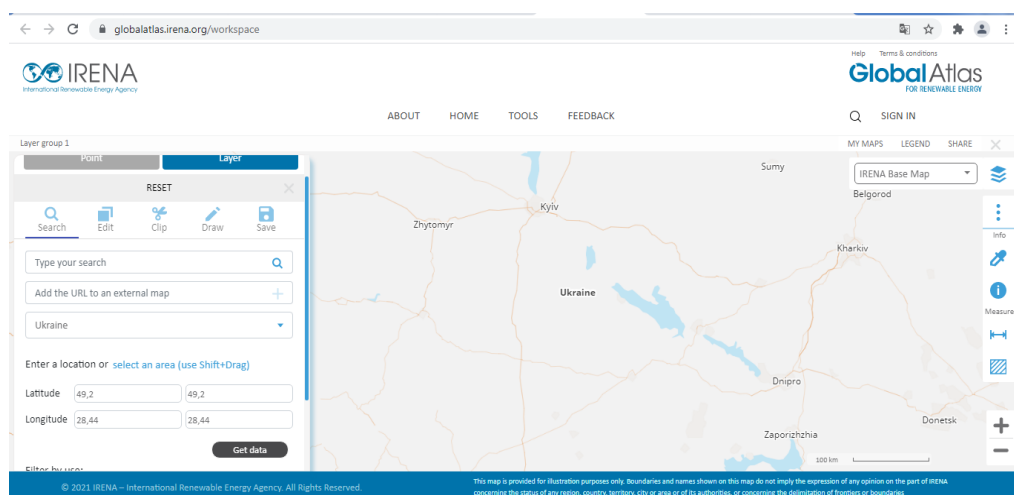 globalatlas.irena.org/workspace
Help Terms & conditions
IRENA
International Renewable Energy Agency
Global Atlas
FOR RENEWABLE ENERGY
ABOUT HOME TOOLS FEEDBACK
SIGN IN
Layer group 1
MY MAPS LEGEND SHARE
Point Layer
RESET
Search Edit Clip Draw Save
Type your search
Add the URL to an external map
Ukraine
Enter a location or select an area (use Shift+Drag)
Latitude 49,2 49,2
Longitude 28,44 28,44
Get data
Filter by use:
Sumy
IRENA Base Map
Belgorod
Kyiv
Zhytomyr
Info
Kharkiv
Ukraine
Measure
Dnipro
Donetsk
Zaporizhzhia
100 km
© 2021 IRENA – International Renewable Energy Agency. All Rights Reserved.
This map is provided for illustration purposes only. Boundaries and names shown on this map do not imply the expression of any opinion on the part of IRENA
concerning the status of any region, country, territory, city or area or of its authorities, or concerning the delimitation of frontiers or boundaries